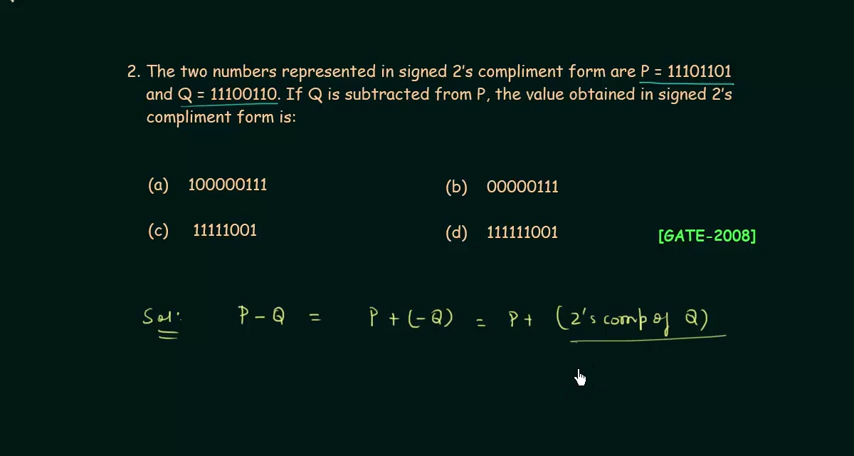 2. The two numbers represented in signed 2's compliment form are P = 11101101
and Q = 11100110. If Q is subtracted from P, the value obtained in signed 2's
compliment form is:
(a) 100000111 (b) 00000111
(c) 11111001 (d) 111111001 [GATE-2008]
Sol: P - Q = P + (-Q) = P + (2's comp of Q)